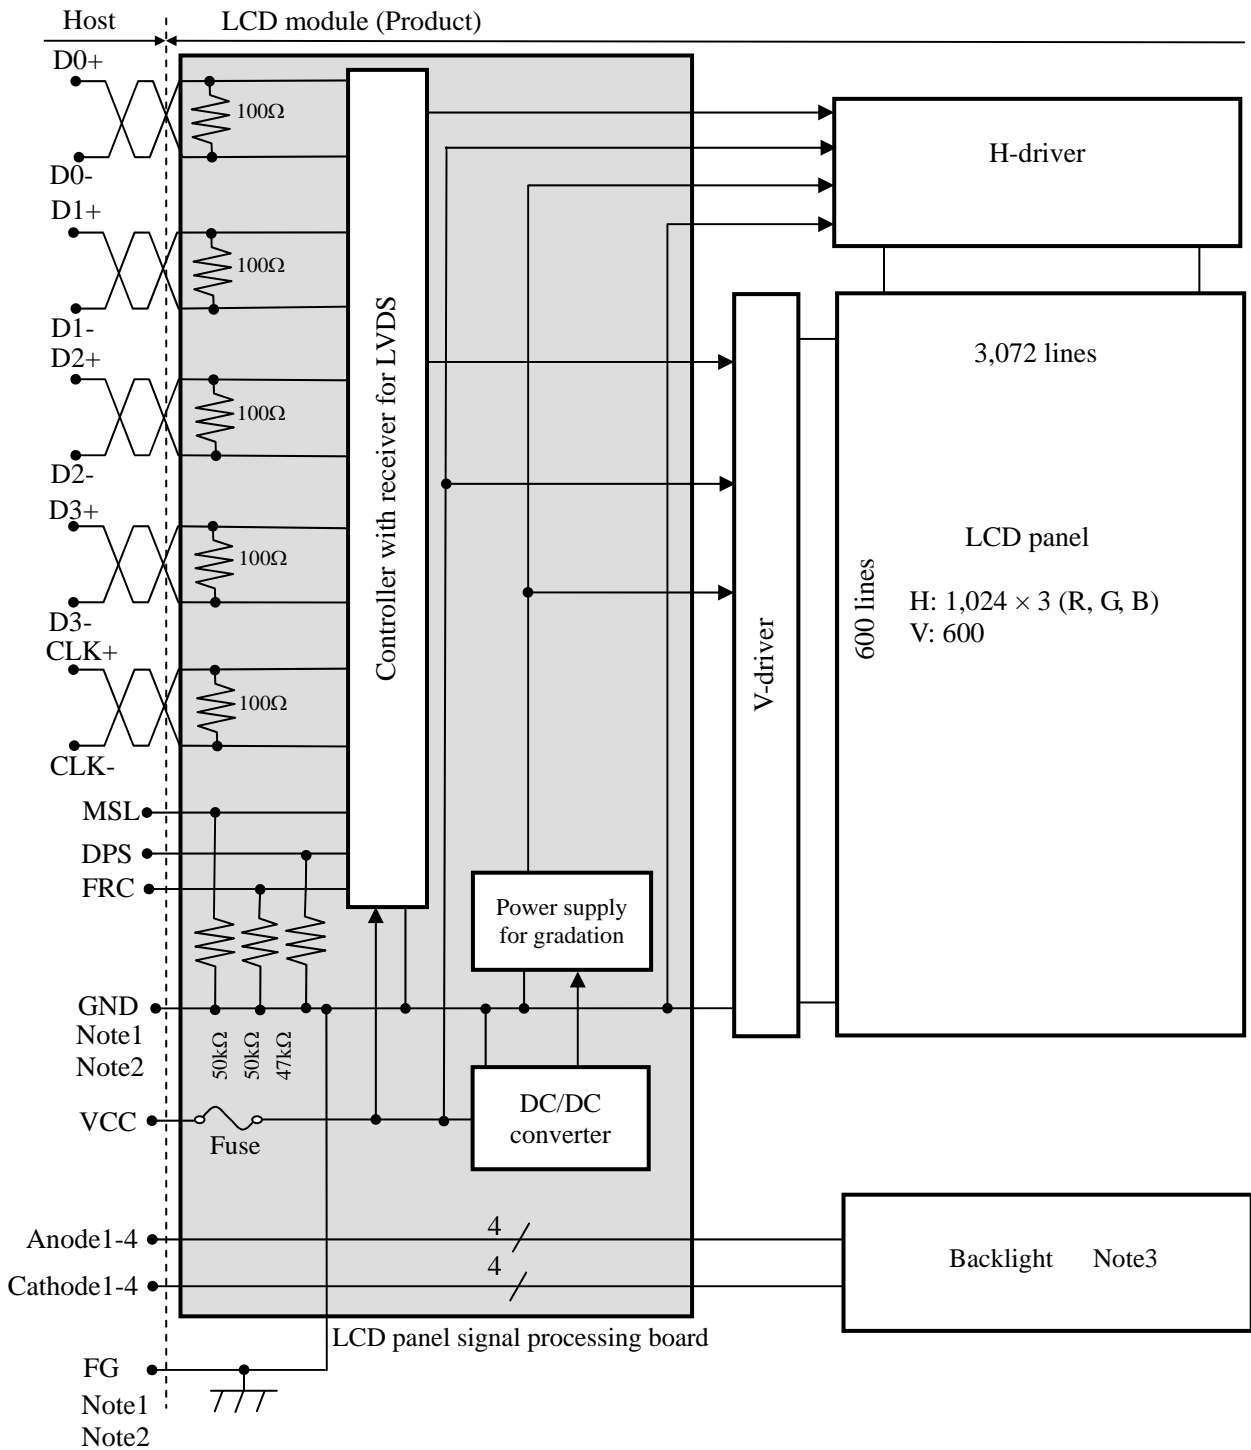 Host
LCD module (Product)
D0+
100Ω
D0-
D1+
100Ω
D1-
D2+
100Ω
D2-
D3+
100Ω
D3-
CLK+
100Ω
CLK-
MSL
DPS
FRC
GND
Note1
Note2
50kΩ
50kΩ
47kΩ
VCC
Fuse
Controller with receiver for LVDS
Power supply
for gradation
DC/DC
converter
H-driver
V-driver
3,072 lines
600 lines
LCD panel
H: 1,024 × 3 (R, G, B)
V: 600
Anode1-4
4
Cathode1-4
4
Backlight Note3
LCD panel signal processing board
FG
Note1
Note2